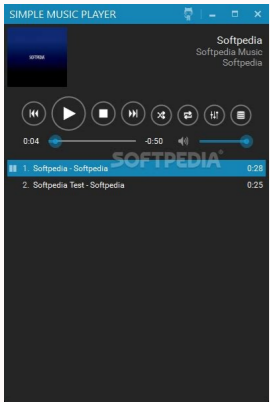 SIMPLE MUSIC PLAYER
SOFTPEDIA
Softpedia
Softpedia Music
Softpedia
0:04
-0:50
SOFTPEDIA®
1. Softpedia - Softpedia 0:28
2. Softpedia Test - Softpedia 0:25